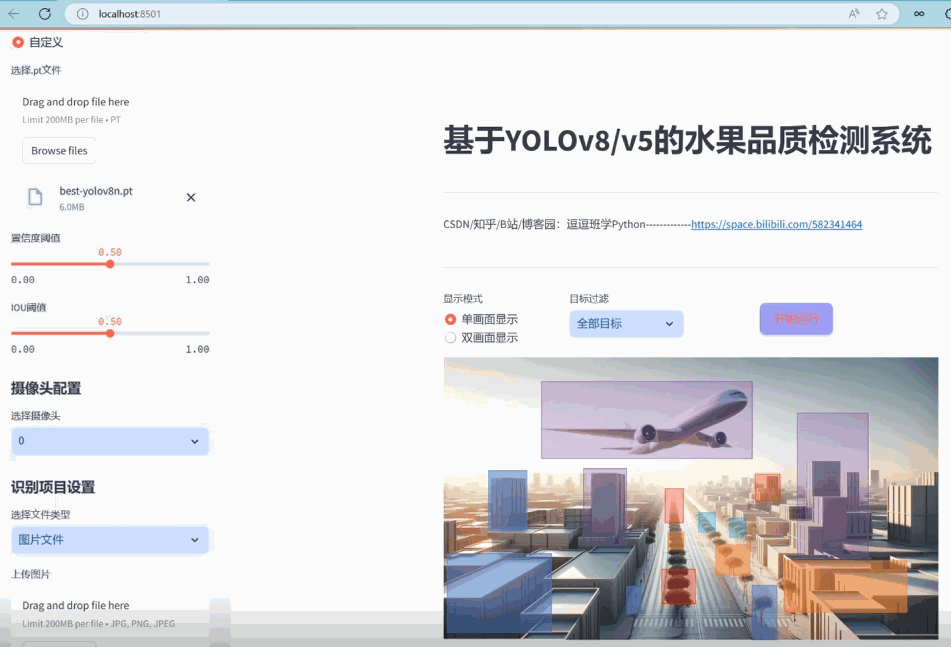 localhost:8501
自定义
选择.pt文件
Drag and drop file here
Limit 200MB per file • PT
Browse files
best-yolov8n.pt
6.0MB
置信度阈值
0.50
0.00 1.00
IOU阈值
0.50
0.00 1.00
摄像头配置
选择摄像头
0
识别项目设置
选择文件类型
图片文件
上传图片
Drag and drop file here
Limit 200MB per file • JPG, PNG, JPEG
基于YOLOv8/v5的水果品质检测系统
CSDN/知乎/B站/博客园：逗逗班学Python-------------https://space.bilibili.com/582341464
显示模式
单画面显示
双画面显示
目标过滤
全部目标
开始运行